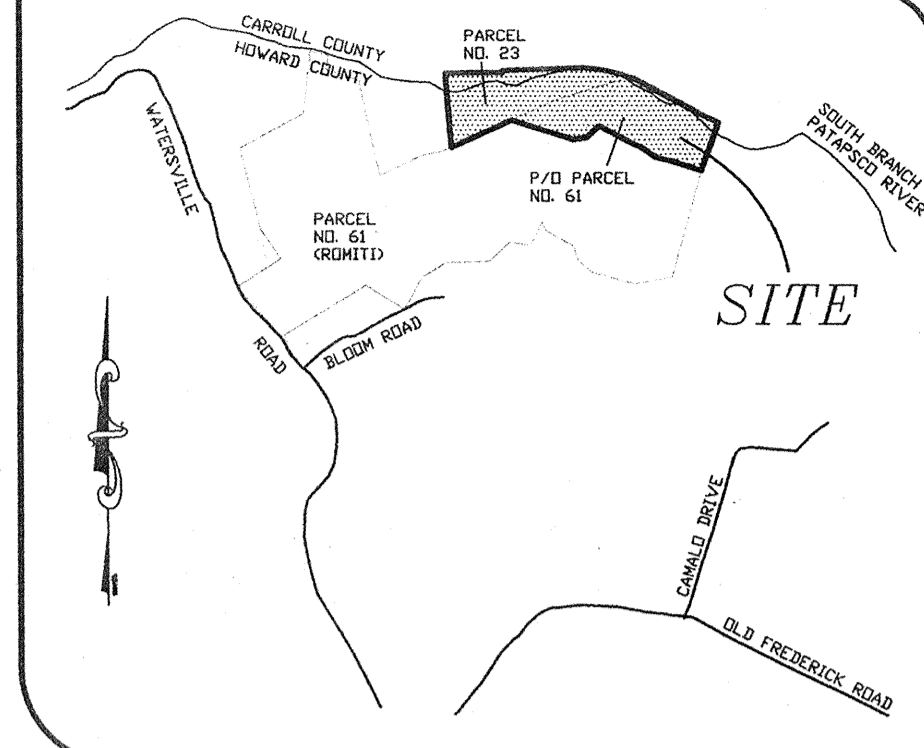 CARROLL COUNTY
HOWARD COUNTY
PARCEL
NO. 23
SOUTH BRANCH
PATAPSCO RIVER
WATERSVILLE
P/O PARCEL
NO. 61
PARCEL
NO. 61
(ROMITI)
SITE
ROAD
BLOOM ROAD
CAMALO DRIVE
OLD FREDERICK ROAD